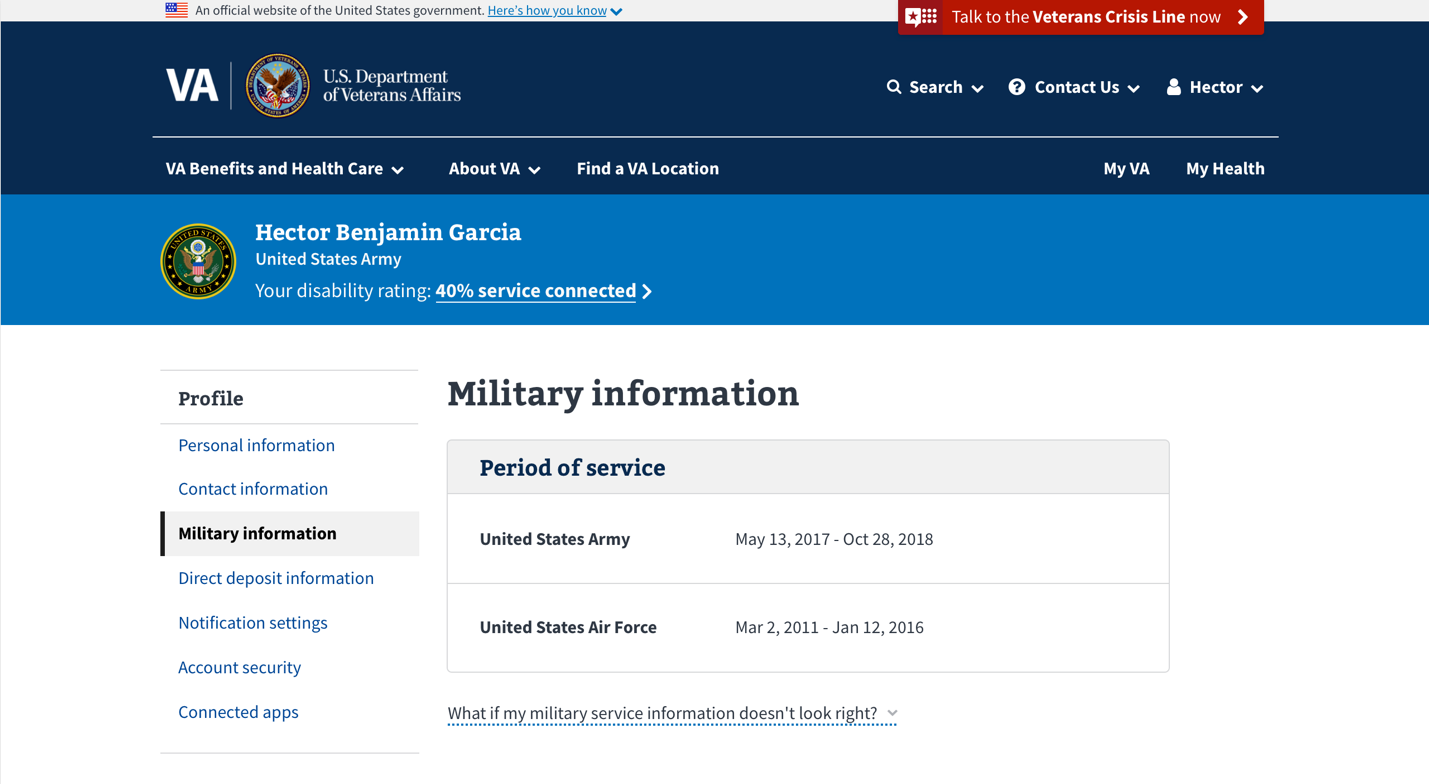 An official website of the United States government. Here's how you know
Talk to the Veterans Crisis Line now
VA
U.S. Department
of Veterans Affairs
Search
Contact Us
Hector
VA Benefits and Health Care
About VA
Find a VA Location
My VA
My Health
Hector Benjamin Garcia
United States Army
Your disability rating: 40% service connected
UNITED STATES
ARMY
Profile
Personal information
Contact information
Military information
Direct deposit information
Notification settings
Account security
Connected apps
Military information
Period of service
United States Army May 13, 2017 - Oct 28, 2018
United States Air Force Mar 2, 2011 - Jan 12, 2016
What if my military service information doesn't look right?